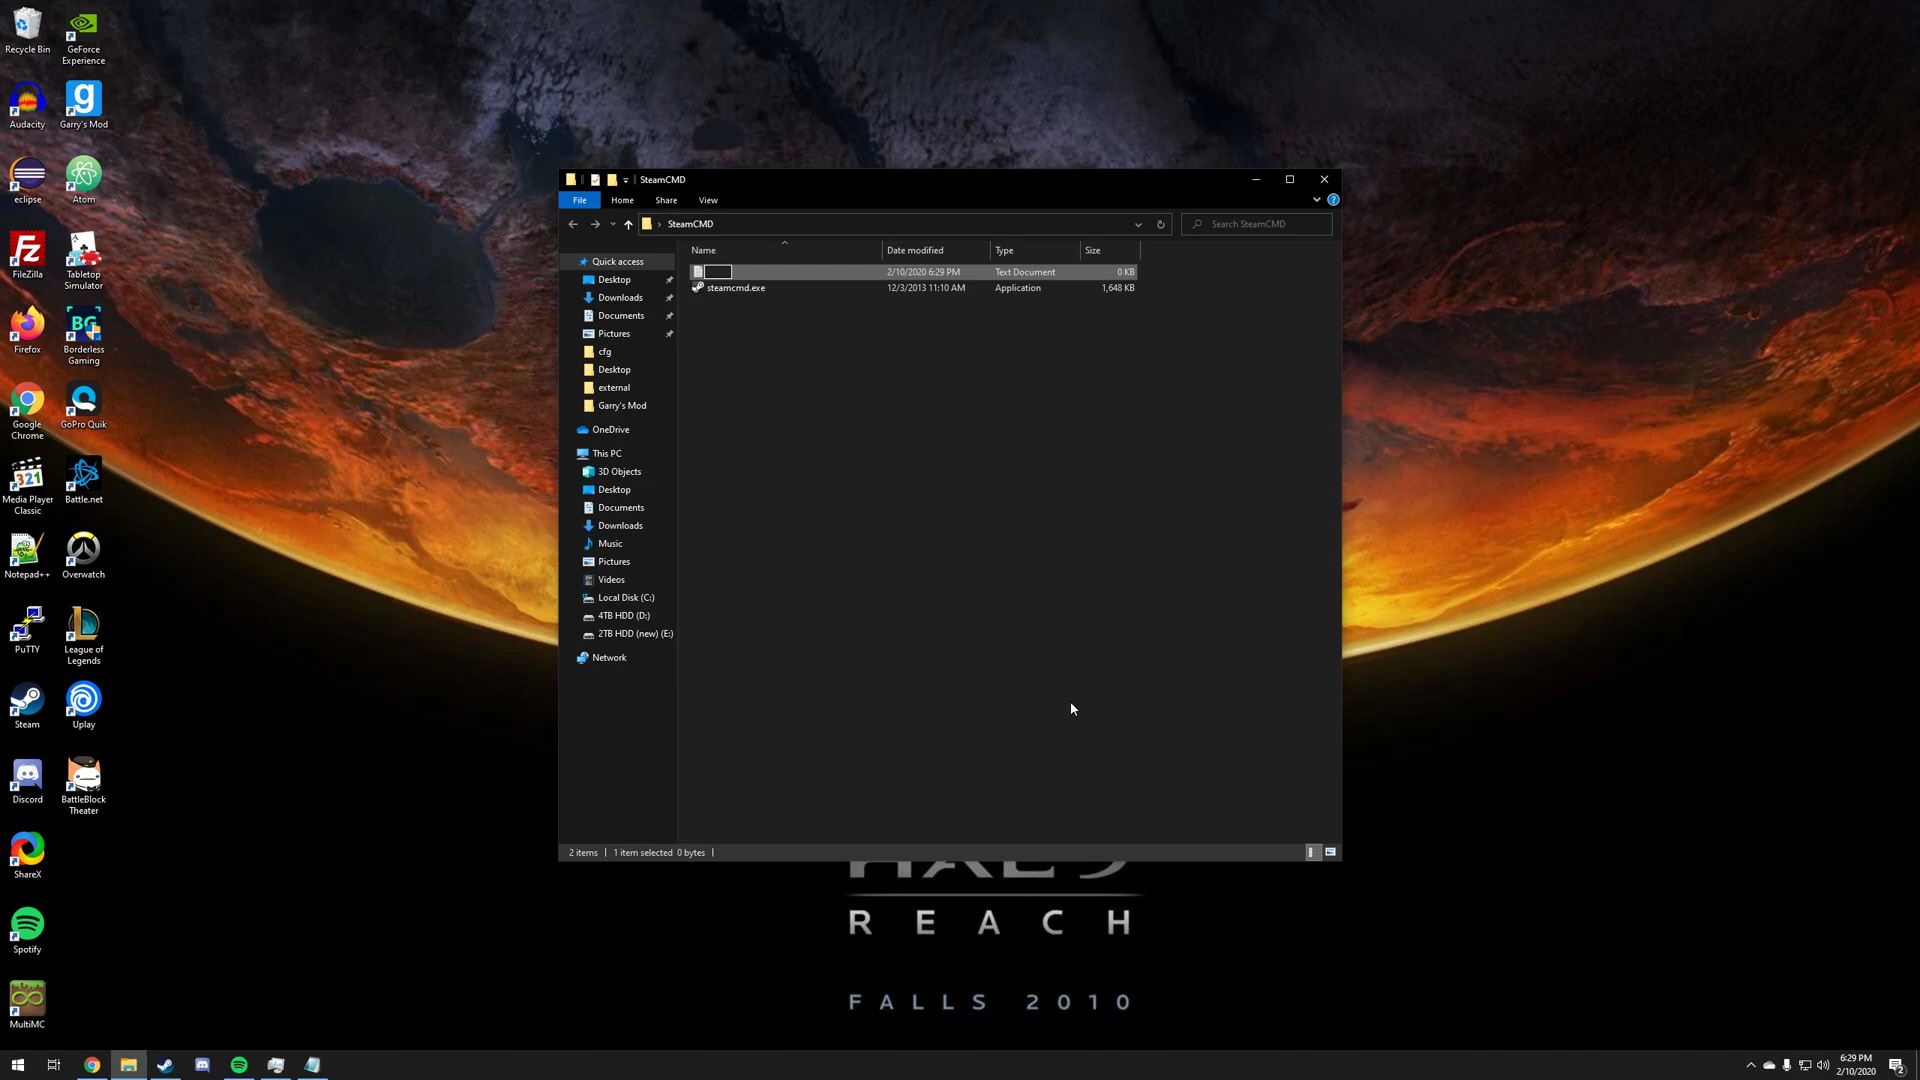 Recycle Bin
GeForce Experience
Audacity
Garry's Mod
eclipse
Atom
FileZilla
Tabletop Simulator
Firefox
Borderless Gaming
Google Chrome
GoPro Quik
Media Player Classic
Battle.net
Notepad++
Overwatch
PuTTY
League of Legends
Steam
Uplay
Discord
BattleBlock Theater
ShareX
Spotify
MultiMC
SteamCMD
File Home Share View
SteamCMD
Search SteamCMD
Name Date modified Type Size
2/10/2020 6:29 PM Text Document 0 KB
steamcmd.exe 12/3/2013 11:10 AM Application 1,648 KB
Quick access
Desktop
Downloads
Documents
Pictures
cfg
Desktop
external
Garry's Mod
OneDrive
This PC
3D Objects
Desktop
Documents
Downloads
Music
Pictures
Videos
Local Disk (C:)
4TB HDD (D:)
2TB HDD (new) (E:)
Network
2 items 1 item selected 0 bytes
REACH
FALLS 2010
6:29 PM
2/10/2020